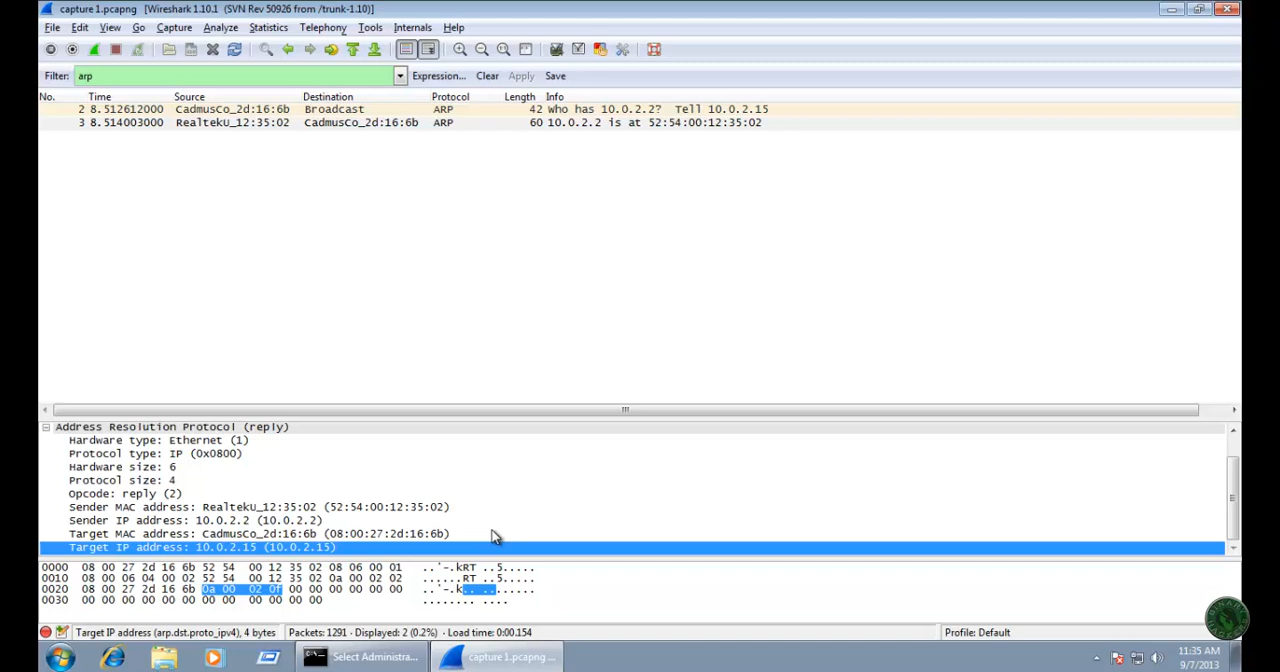 capture 1.pcapng   [Wireshark 1.10.1  (SVN Rev 50926 from /trunk-1.10)]
File Edit View Go Capture Analyze Statistics Telephony Tools Internals Help
Filter: arp Expression... Clear Apply Save
No. Time Source Destination Protocol Length Info
2 8.512612000 CadmusCo_2d:16:6b Broadcast ARP 42 Who has 10.0.2.2?  Tell 10.0.2.15
3 8.514003000 RealtekU_12:35:02 CadmusCo_2d:16:6b ARP 60 10.0.2.2 is at 52:54:00:12:35:02
Address Resolution Protocol (reply)
Hardware type: Ethernet (1)
Protocol type: IP (0x0800)
Hardware size: 6
Protocol size: 4
Opcode: reply (2)
Sender MAC address: RealtekU_12:35:02 (52:54:00:12:35:02)
Sender IP address: 10.0.2.2 (10.0.2.2)
Target MAC address: CadmusCo_2d:16:6b (08:00:27:2d:16:6b)
Target IP address: 10.0.2.15 (10.0.2.15)
0000 08 00 27 2d 16 6b 52 54 00 12 35 02 08 06 00 01 ..'-.kRT ..5.....
0010 08 00 06 04 00 02 52 54 00 12 35 02 0a 00 02 02 ......RT ..5.....
0020 08 00 27 2d 16 6b 0a 00 02 0f 00 00 00 00 00 00 ..'-.k.. ........
0030 00 00 00 00 00 00 00 00 00 00 00 00 ........ ....
Target IP address (arp.dst.proto_ipv4), 4 bytes Packets: 1291 · Displayed: 2 (0.2%) · Load time: 0:00.154 Profile: Default
Select Administra... capture 1.pcapng ... 11:35 AM
9/7/2013